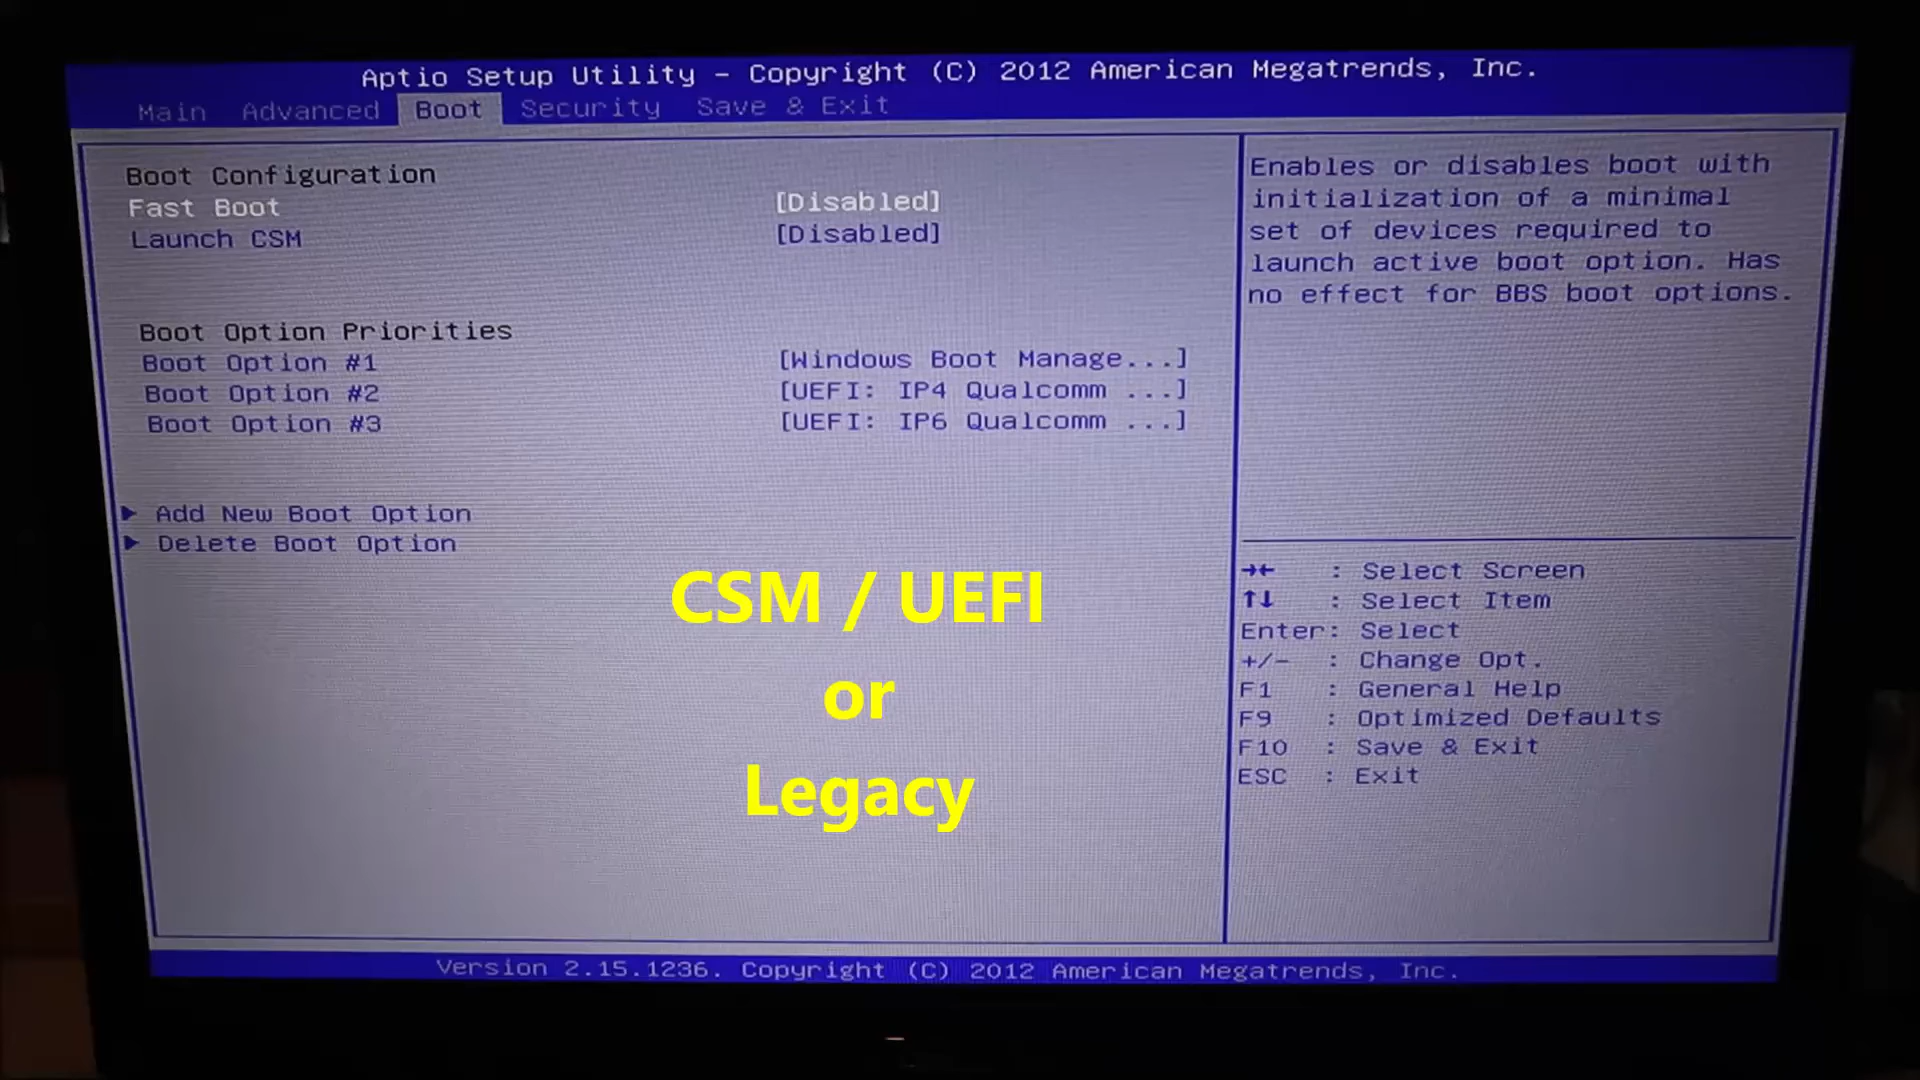 Aptio Setup Utility - Copyright (C) 2012 American Megatrends, Inc.
Main Advanced Boot Security Save & Exit
Boot Configuration
Fast Boot [Disabled]
Launch CSM [Disabled]
Boot Option Priorities
Boot Option #1 [Windows Boot Manage...]
Boot Option #2 [UEFI: IP4 Qualcomm ...]
Boot Option #3 [UEFI: IP6 Qualcomm ...]
▶ Add New Boot Option
▶ Delete Boot Option
CSM / UEFI
or
Legacy
Enables or disables boot with
initialization of a minimal
set of devices required to
launch active boot option. Has
no effect for BBS boot options.
→← : Select Screen
↑↓ : Select Item
Enter: Select
+/- : Change Opt.
F1 : General Help
F9 : Optimized Defaults
F10 : Save & Exit
ESC : Exit
Version 2.15.1236. Copyright (C) 2012 American Megatrends, Inc.